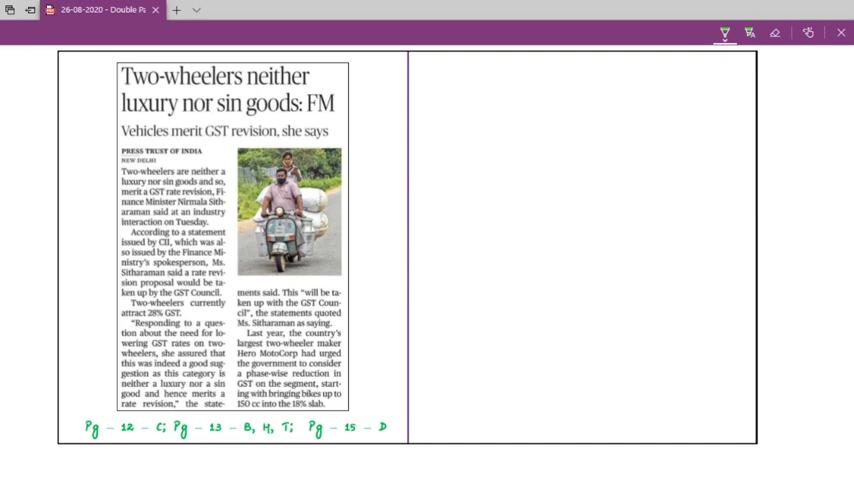 26-08-2020 - Double Pa
Two-wheelers neither
luxury nor sin goods: FM
Vehicles merit GST revision, she says
PRESS TRUST OF INDIA
NEW DELHI
Two-wheelers are neither a
luxury nor sin goods and so,
merit a GST rate revision, Fi-
nance Minister Nirmala Sith-
araman said at an industry
interaction on Tuesday.
According to a statement
issued by CII, which was al-
so issued by the Finance Mi-
nistry's spokesperson, Ms.
Sitharaman said a rate revi-
sion proposal would be ta-
ken up by the GST Council.
Two-wheelers currently
attract 28% GST.
"Responding to a ques-
tion about the need for lo-
wering GST rates on two-
wheelers, she assured that
this was indeed a good sug-
gestion as this category is
neither a luxury nor a sin
good and hence merits a
rate revision," the state-
ments said. This "will be ta-
ken up with the GST Coun-
cil", the statements quoted
Ms. Sitharaman as saying.
Last year, the country's
largest two-wheeler maker
Hero MotoCorp had urged
the government to consider
a phase-wise reduction in
GST on the segment, start-
ing with bringing bikes up to
150 cc into the 18% slab.
Pg - 12 - C; Pg - 13 - B, H, T; Pg - 15 - D